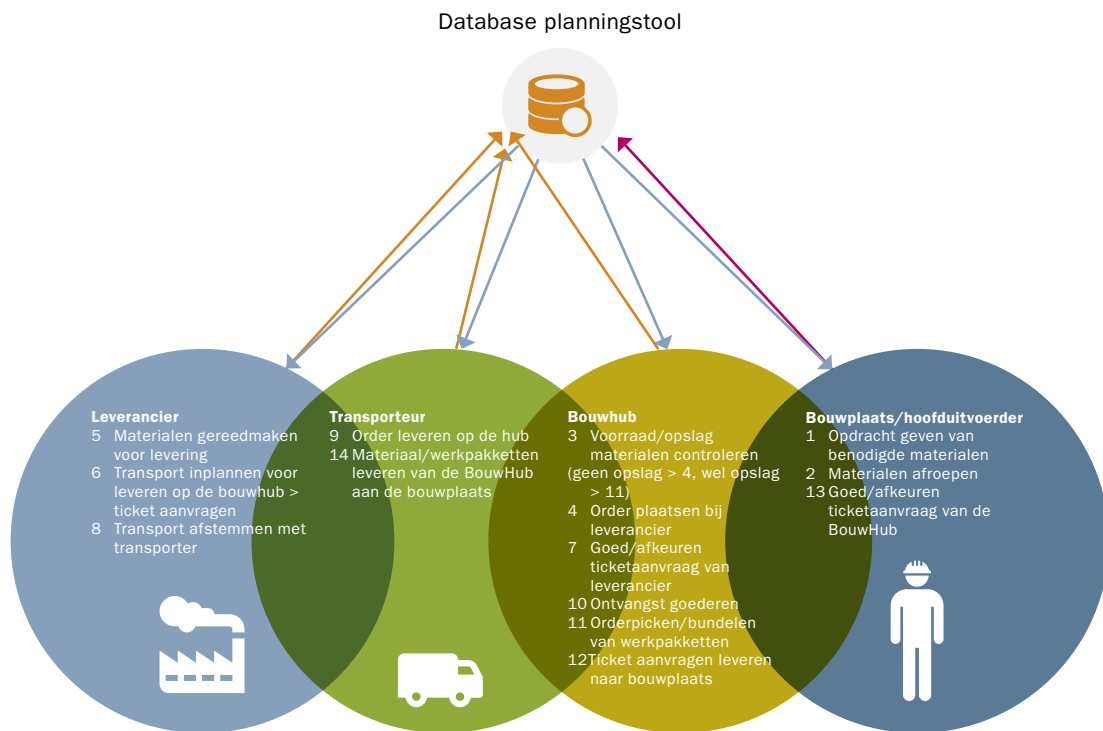 Database planningstool
Leverancier
5 Materialen gereedmaken
voor levering
6 Transport inplannen voor
leveren op de bouwhub >
ticket aanvragen
8 Transport afstemmen met
transporter
Transporteur
9 Order leveren op de hub
14 Materiaal/werkpakketten
leveren van de BouwHub
aan de bouwplaats
Bouwhub
3 Voorraad/opslag
materialen controleren
(geen opslag > 4, wel opslag
> 11)
4 Order plaatsen bij
leverancier
7 Goed/afkeuren
ticketaanvraag van
leverancier
10 Ontvangst goederen
11 Orderpicken/bundelen
van werkpakketten
12Ticket aanvragen leveren
naar bouwplaats
Bouwplaats/hoofduitvoerder
1 Opdracht geven van
benodigde materialen
2 Materialen afroepen
13 Goed/afkeuren
ticketaanvraag van de
BouwHub